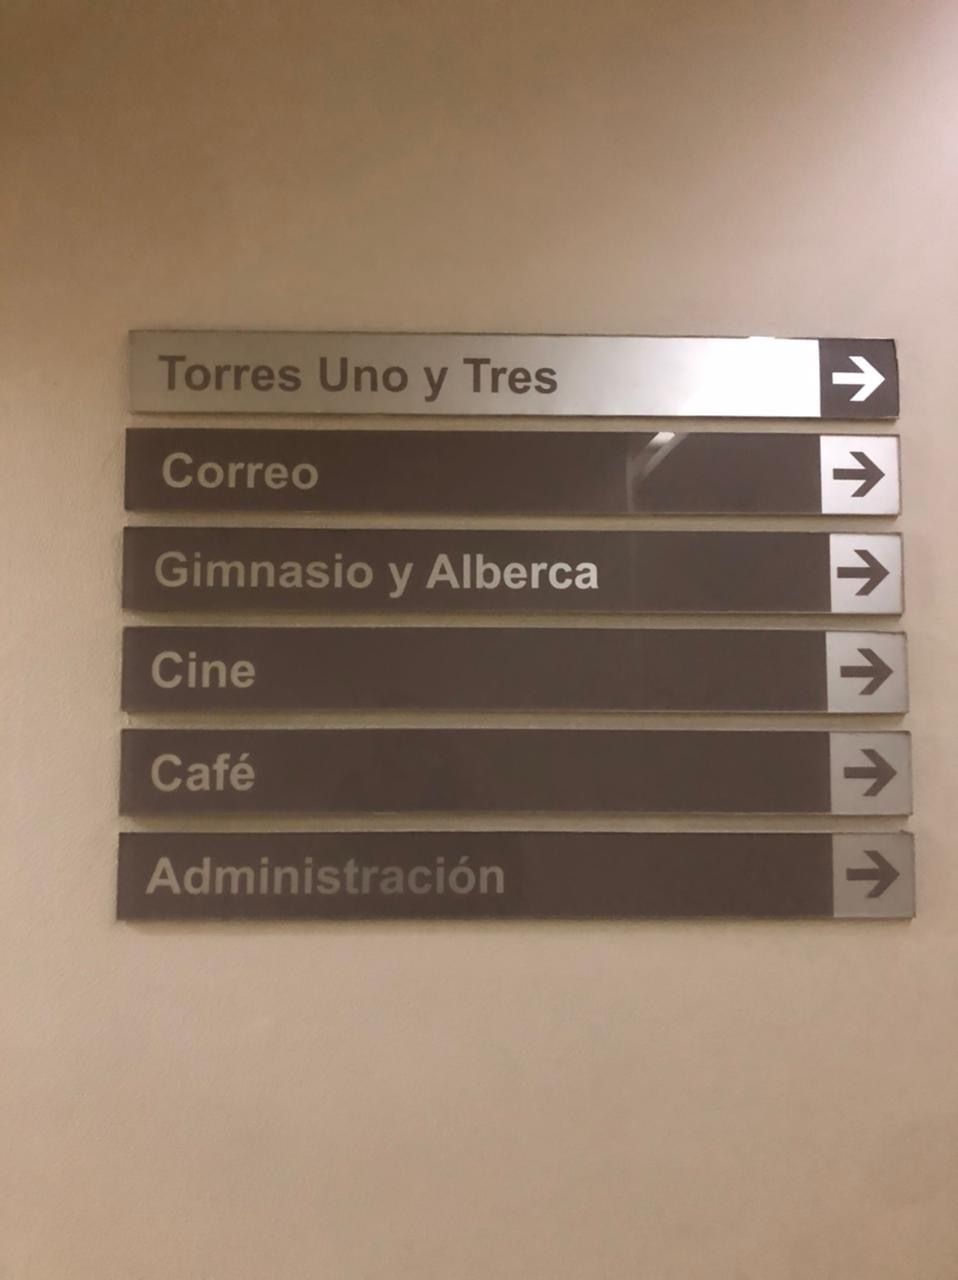 Torres Uno y Tres
Correo
Gimnasio y Alberca
Cine
Café
Administración